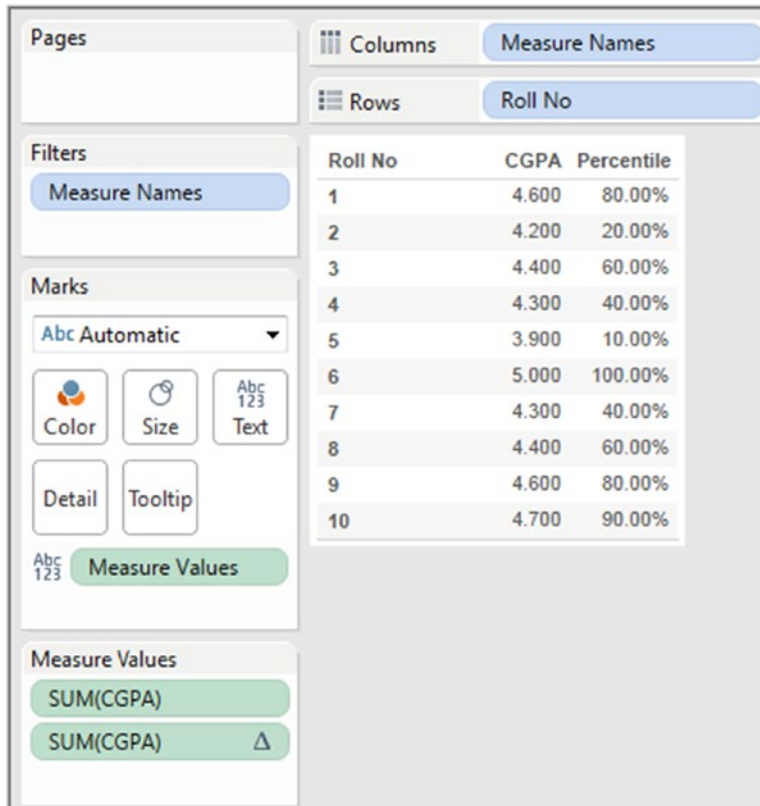 Pages
Columns Measure Names
Rows Roll No
Filters
Measure Names
Marks
Abc Automatic
Color Size Abc 123 Text
Detail Tooltip
Abc 123 Measure Values
Measure Values
SUM(CGPA)
SUM(CGPA) Δ
Roll No CGPA Percentile
1 4.600 80.00%
2 4.200 20.00%
3 4.400 60.00%
4 4.300 40.00%
5 3.900 10.00%
6 5.000 100.00%
7 4.300 40.00%
8 4.400 60.00%
9 4.600 80.00%
10 4.700 90.00%